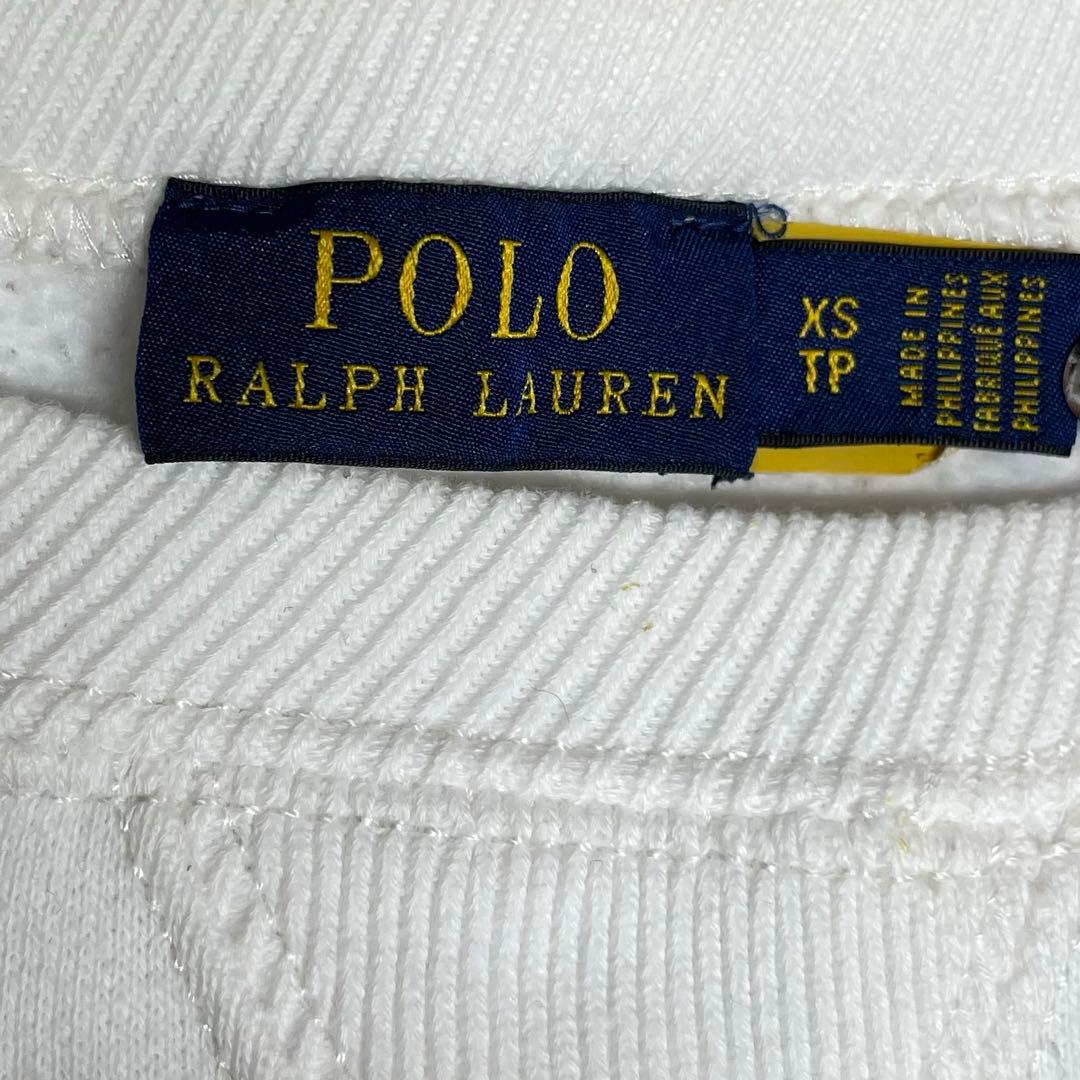 POLO
RALPH LAUREN
XS
TP
MADE IN
PHILIPPINES
FABRIQUÉ AUX
PHILIPPINES